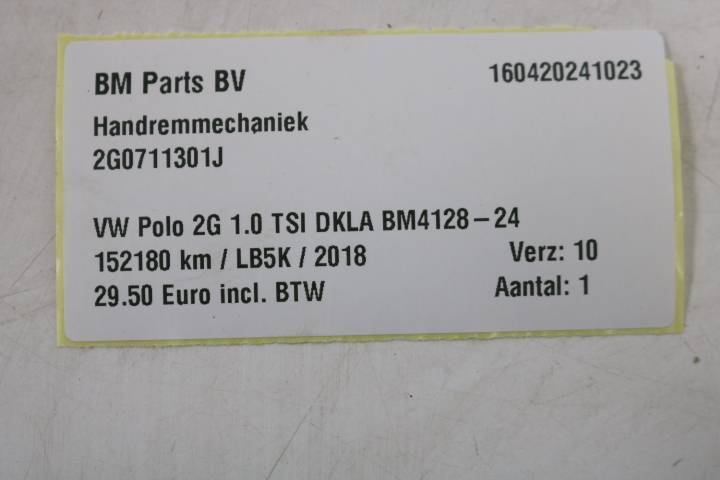 BM Parts BV 160420241023
Handremmechaniek
2G0711301J
VW Polo 2G 1.0 TSI DKLA BM4128-24
152180 km / LB5K / 2018 Verz: 10
29.50 Euro incl. BTW Aantal: 1